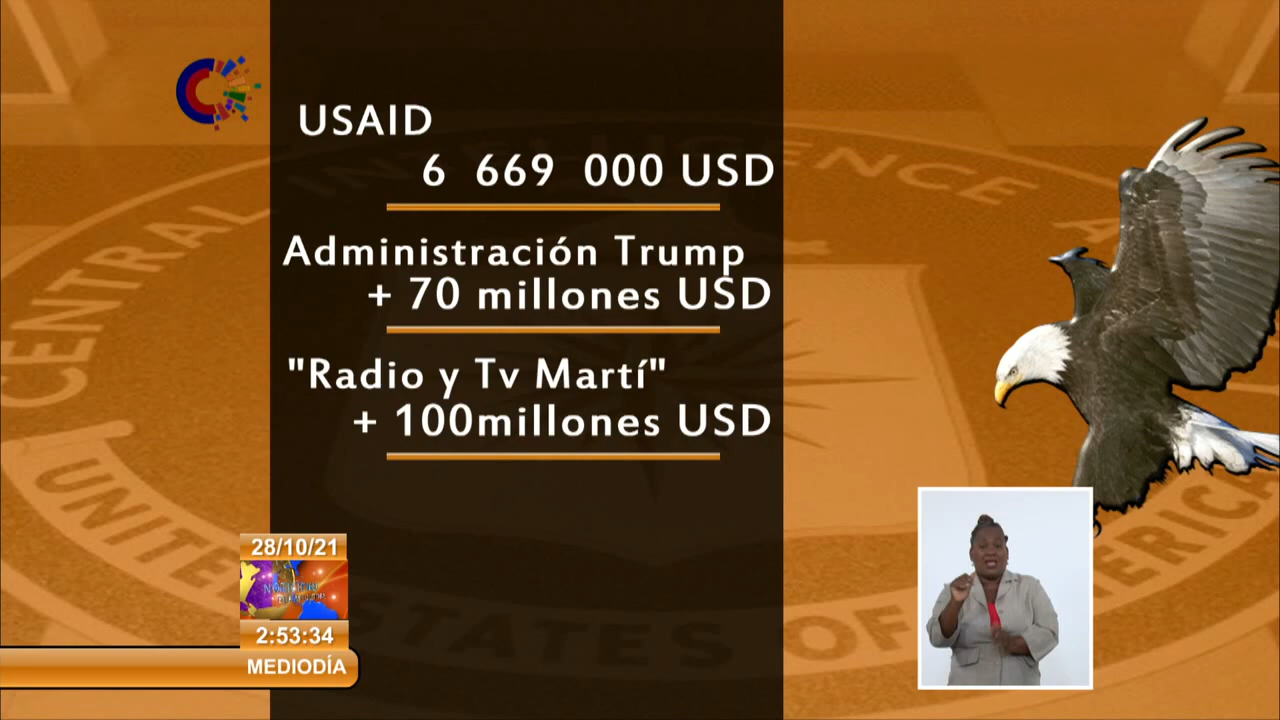 USAID
6 669 000 USD
Administración Trump
+ 70 millones USD
"Radio y Tv Martí"
+ 100millones USD
CENTRAL INTELLIGENCE
UNITED STATES OF AMERICA
28/10/21
2:53:34
MEDIODÍA